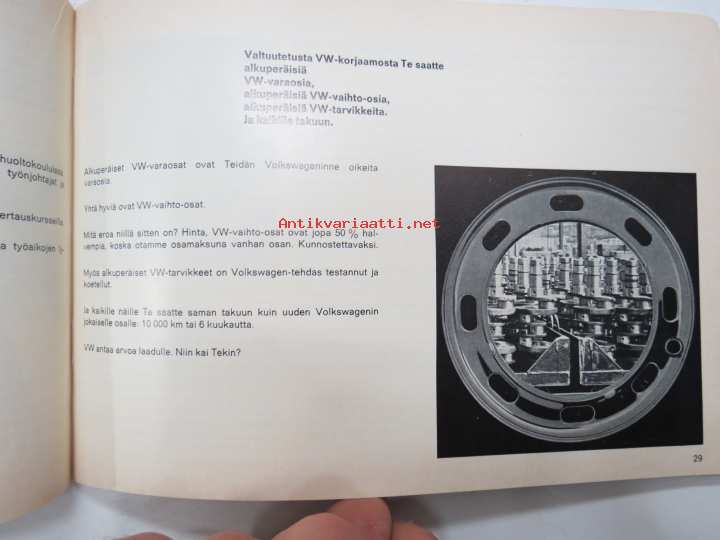 huoltokoulussa
työnjohtajat ja
ertauskursseilla.
a työaikojen
Valtuutetusta VW-korjaamosta Te saatte
alkuperäisiä
VW-varaosia,
alkuperäisiä VW-vaihto-osia,
alkuperäisiä VW-tarvikkeita.
Ja kaikille takuun.
Alkuperäiset VW-varaosat ovat Teidän Volkswageninne oikeita
varaosia.
Yhtä hyviä ovat VW-vaihto-osat.
Antikvariaatti.net
Mitä eroa niillä sitten on? Hinta, VW-vaihto-osat ovat jopa 50 % hal-
vempia, koska otamme osamaksuna vanhan osan. Kunnostettavaksi.
Myös alkuperäiset VW-tarvikkeet on Volkswagen-tehdas testannut ja
koetellut.
Ja kaikille näille Te saatte saman takuun kuin uuden Volkswagenin
jokaiselle osalle: 10 000 km tai 6 kuukautta.
VW antaa arvoa laadulle. Niin kai Tekin?
29